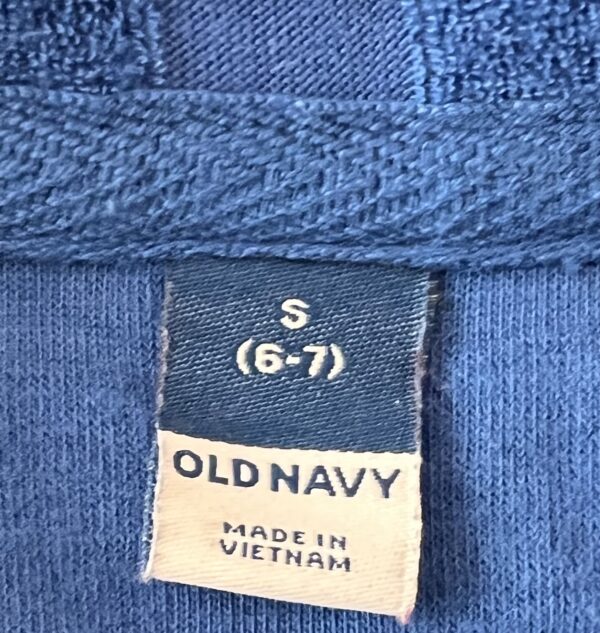 S
(6-7)
OLD NAVY
MADE IN
VIETNAM